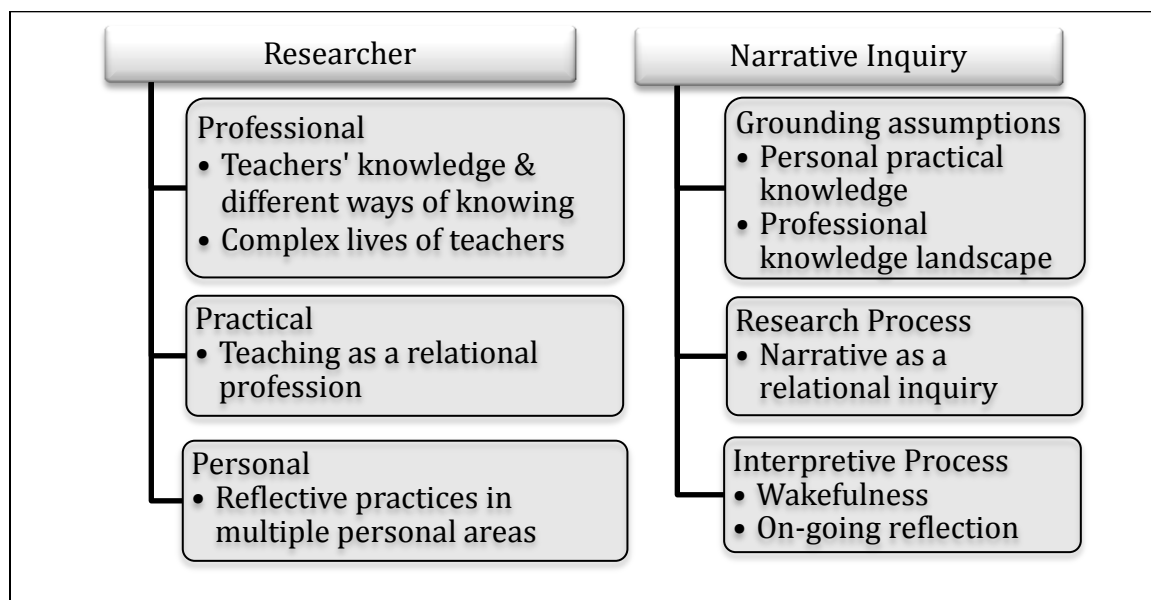 Researcher
Professional
• Teachers' knowledge &
different ways of knowing
• Complex lives of teachers
Practical
• Teaching as a relational
profession
Personal
• Reflective practices in
multiple personal areas
Narrative Inquiry
Grounding assumptions
• Personal practical
knowledge
• Professional
knowledge landscape
Research Process
• Narrative as a
relational inquiry
Interpretive Process
• Wakefulness
• On-going reflection